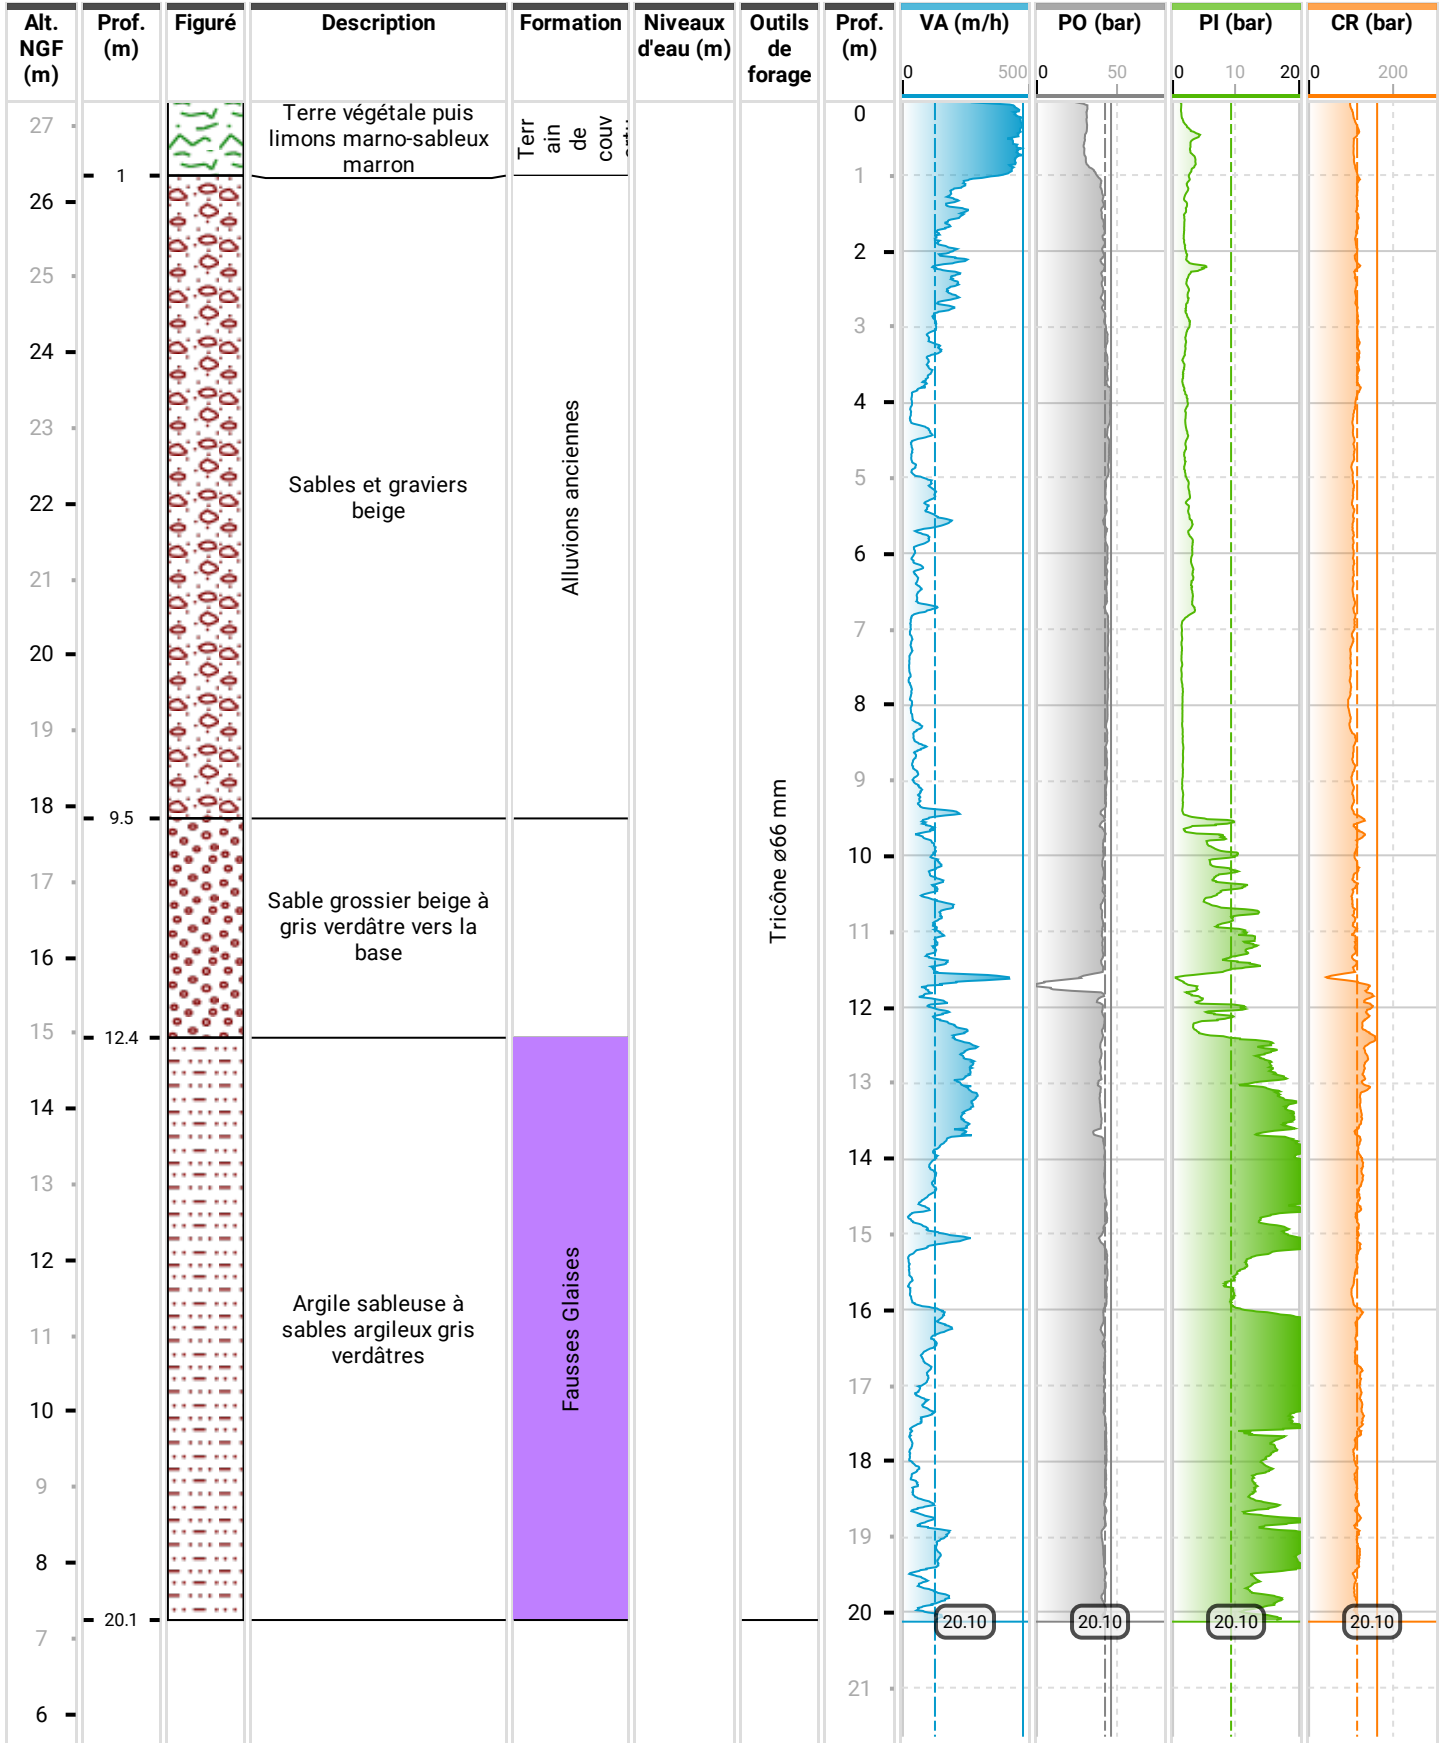 Alt. NGF (m)
Prof. (m)
Figuré
Description
Formation
Niveaux d'eau (m)
Outils de forage
Prof. (m)
VA (m/h)
PO (bar)
PI (bar)
CR (bar)
0 500
0 50
0 10 20
0 200
27
26
25
24
23
22
21
20
19
18
17
16
15
14
13
12
11
10
9
8
7
6
1
9.5
12.4
20.1
Terre végétale puis
limons marno-sableux
marron
Sables et graviers
beige
Sable grossier beige à
gris verdâtre vers la
base
Argile sableuse à
sables argileux gris
verdâtres
Terr
ain
de
couv
Alluvions anciennes
Fausses Glaises
Tricône ø66 mm
0
1
2
3
4
5
6
7
8
9
10
11
12
13
14
15
16
17
18
19
20
21
20.10
20.10
20.10
20.10